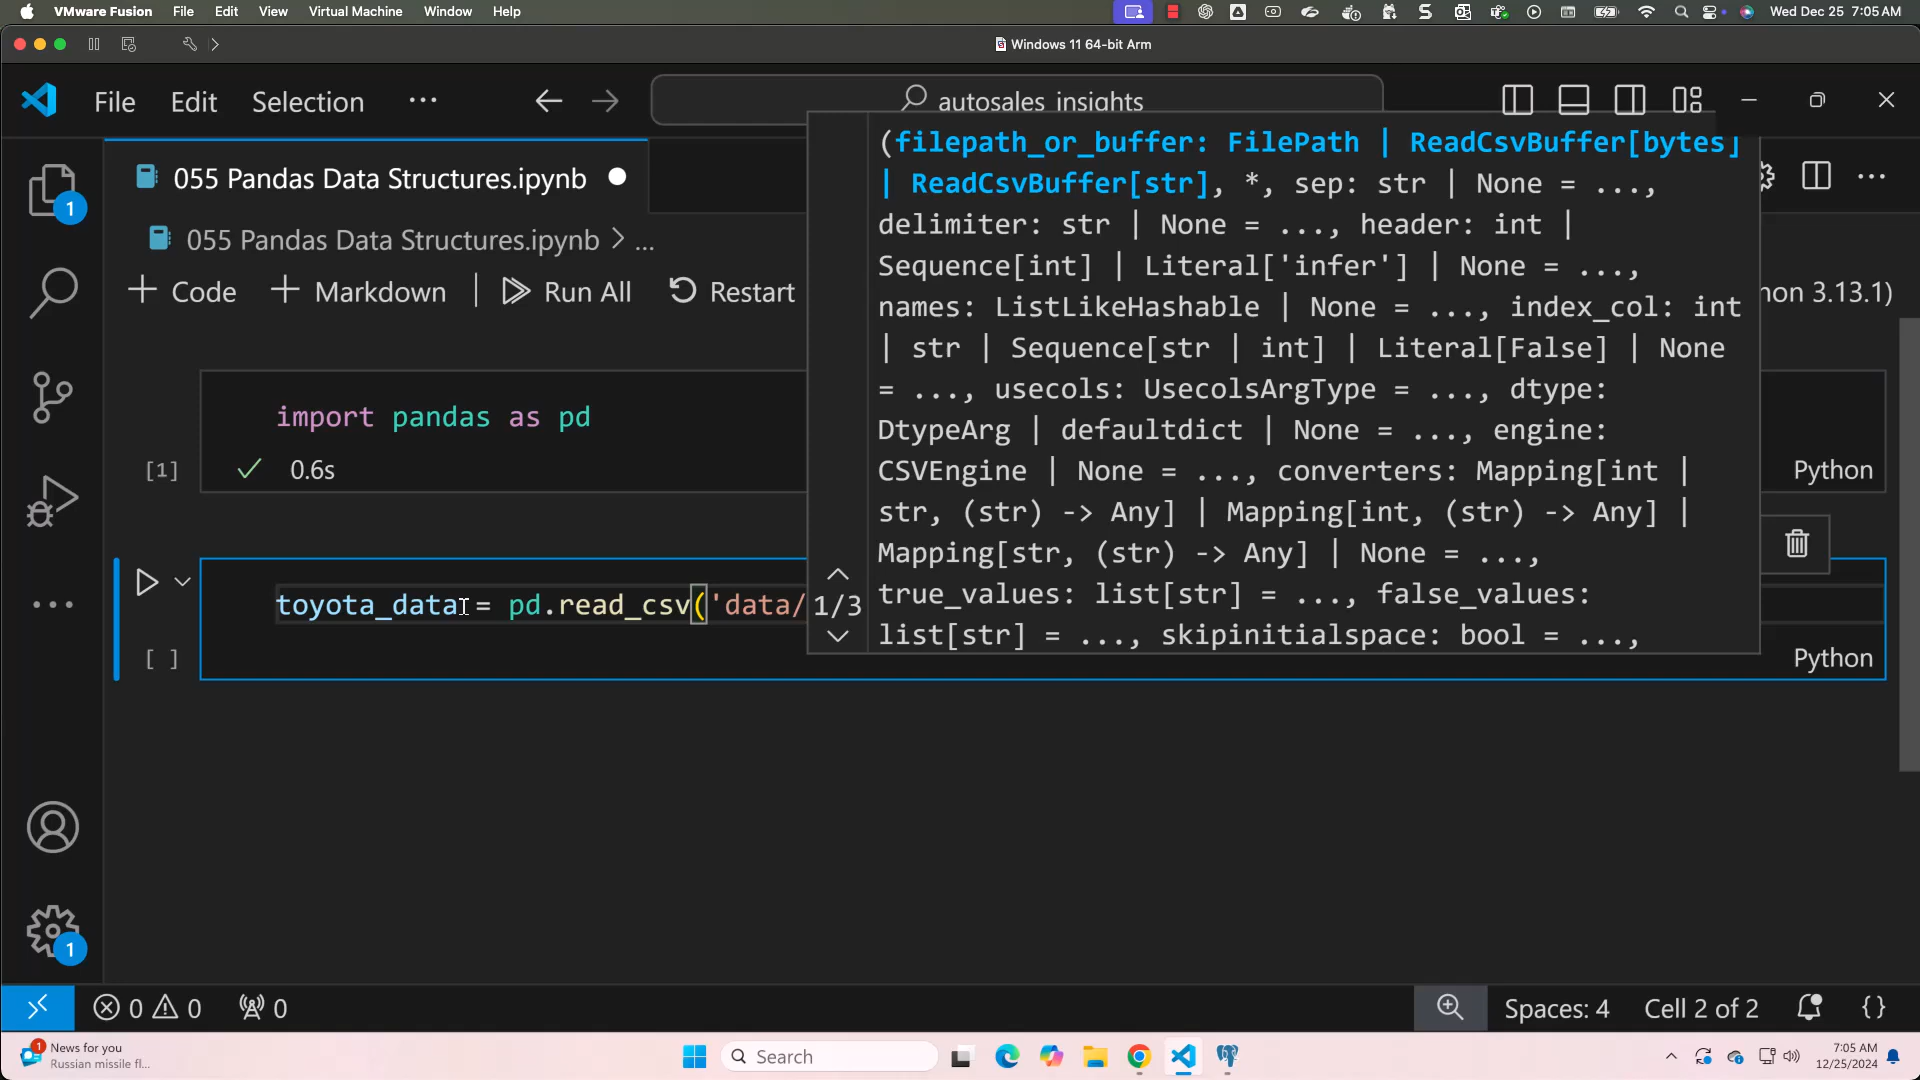 VMware Fusion File Edit View Virtual Machine Window Help Wed Dec 25 7:05 AM
Windows 11 64-bit Arm
File Edit Selection ... autosales_insights
055 Pandas Data Structures.ipynb
055 Pandas Data Structures.ipynb > ...
+ Code + Markdown | Run All Restart
hon 3.13.1)
import pandas as pd
[1] 0.6s
Python
toyota_data = pd.read_csv('data/
[ ]
Python
1/3
(filepath_or_buffer: FilePath | ReadCsvBuffer[bytes]
| ReadCsvBuffer[str], *, sep: str | None = ...,
delimiter: str | None = ..., header: int |
Sequence[int] | Literal['infer'] | None = ...,
names: ListLikeHashable | None = ..., index_col: int
| str | Sequence[str | int] | Literal[False] | None
= ..., usecols: UsecolsArgType = ..., dtype:
DtypeArg | defaultdict | None = ..., engine:
CSVEngine | None = ..., converters: Mapping[int |
str, (str) -> Any] | Mapping[int, (str) -> Any] |
Mapping[str, (str) -> Any] | None = ...,
true_values: list[str] = ..., false_values:
list[str] = ..., skipinitialspace: bool = ...,
1
1
0 0 0
Spaces: 4 Cell 2 of 2 {}
1 News for you
Russian missile fl...
Search
7:05 AM
12/25/2024